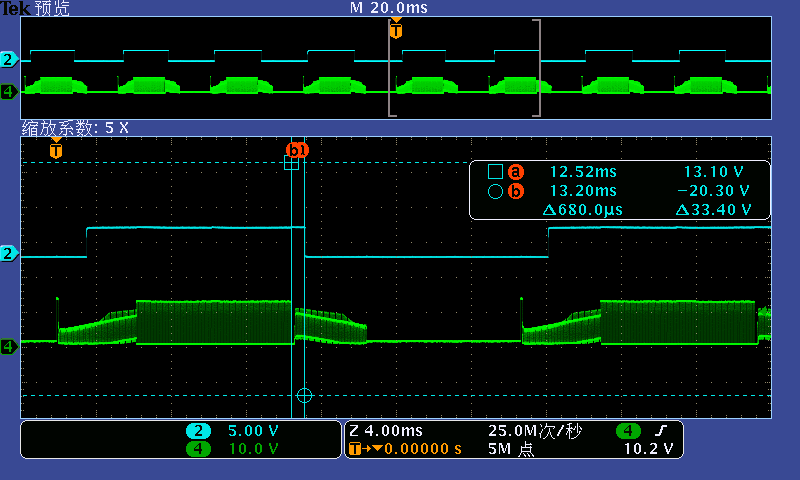 Tek 预览 M 20.0ms
T
2
4
缩放系数: 5 X
T
b1
a 12.52ms 13.10 V
b 13.20ms −20.30 V
Δ680.0µs Δ33.40 V
2
4
2 5.00 V
4 10.0 V
Z 4.00ms 25.0M次/秒 4
T→▼0.00000 s 5M 点 10.2 V